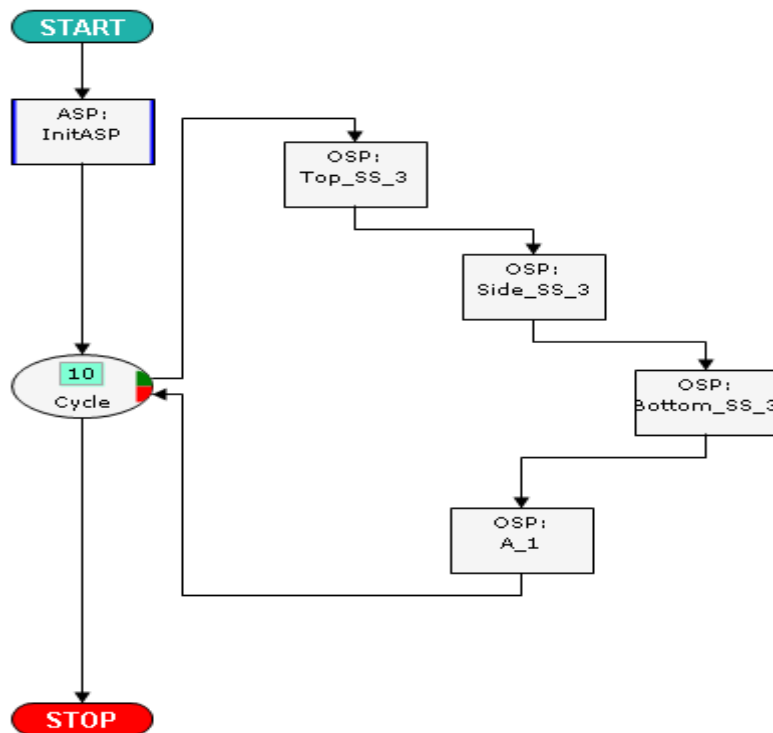 START
ASP:
InitASP
OSP:
Top_SS_3
OSP:
Side_SS_3
10
Cycle
OSP:
Bottom_SS_3
OSP:
A_1
STOP